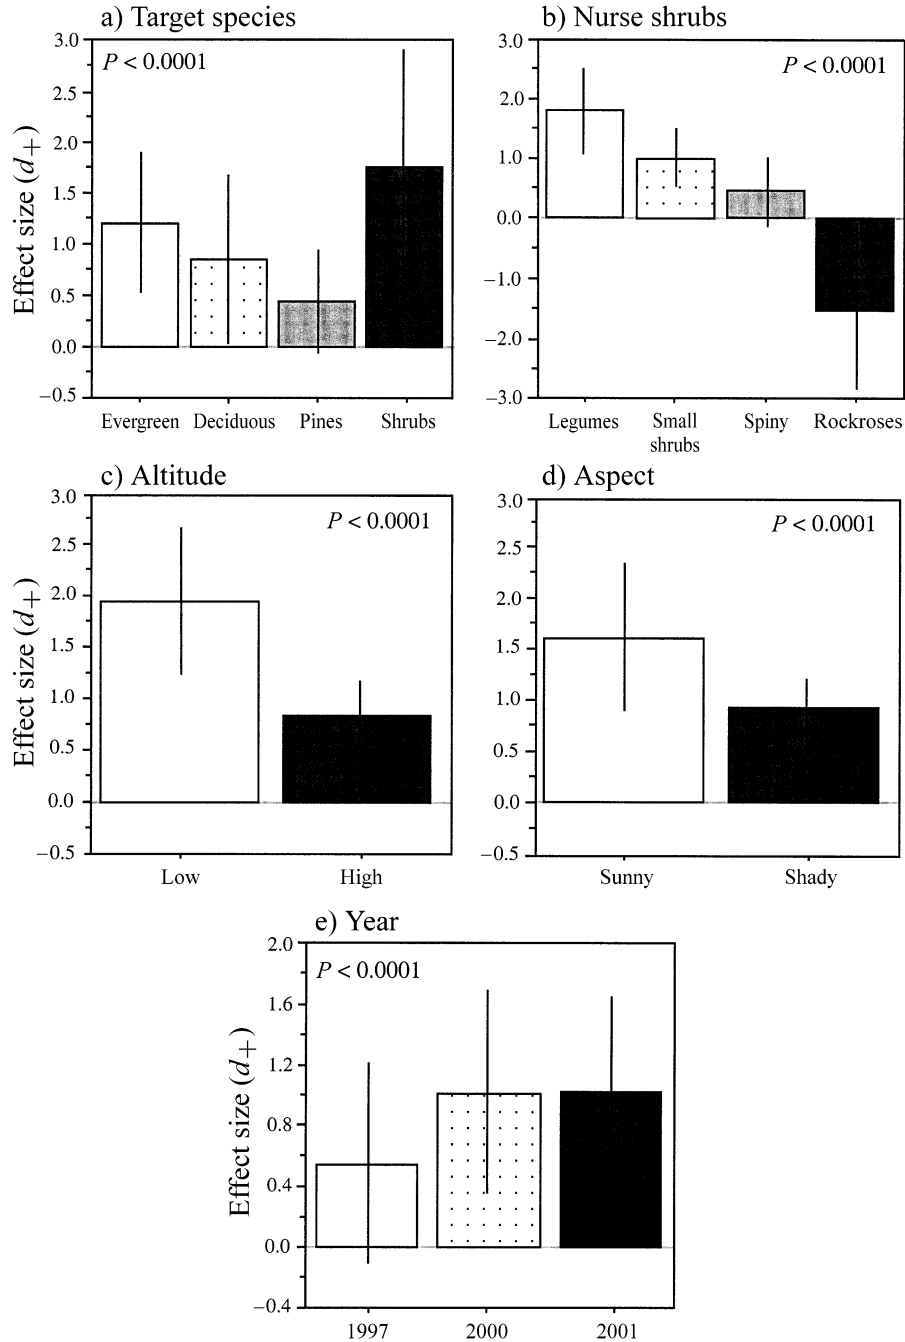 a) Target species
P < 0.0001
Effect size (d+)
3.0
2.5
2.0
1.5
1.0
0.5
0.0
−0.5
Evergreen Deciduous Pines Shrubs
b) Nurse shrubs
P < 0.0001
3.0
2.0
1.0
0.0
−1.0
−2.0
−3.0
Legumes Small shrubs Spiny Rockroses
c) Altitude
P < 0.0001
Effect size (d+)
3.0
2.5
2.0
1.5
1.0
0.5
0.0
−0.5
Low High
d) Aspect
P < 0.0001
3.0
2.5
2.0
1.5
1.0
0.5
0.0
−0.5
Sunny Shady
e) Year
P < 0.0001
Effect size (d+)
2.0
1.6
1.2
0.8
0.4
0.0
−0.4
1997 2000 2001